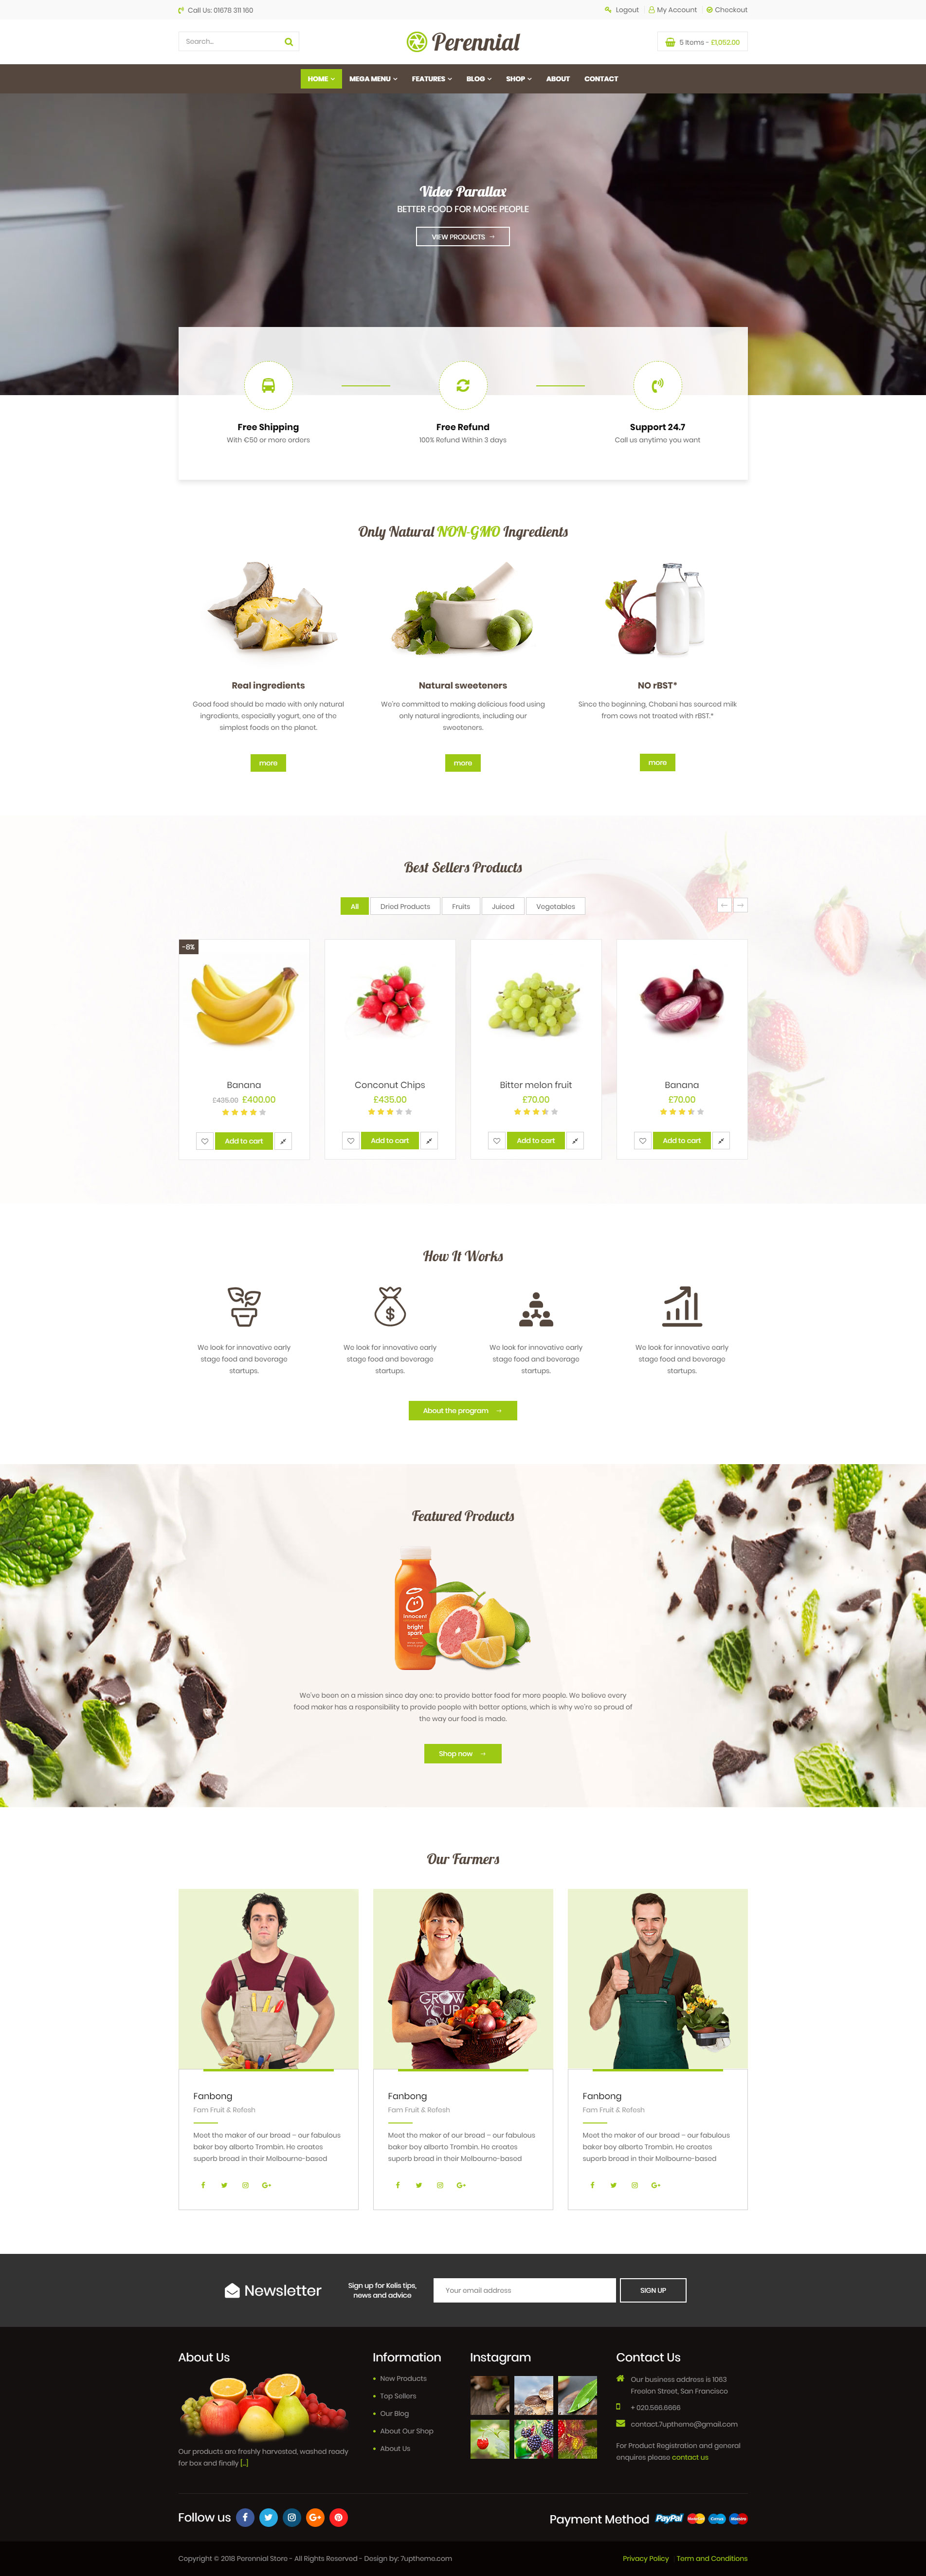 Call Us: 01678 311 160
Logout
My Account
Checkout
Search...
Perennial
5 Items - £1,052.00
HOME
MEGA MENU
FEATURES
BLOG
SHOP
ABOUT
CONTACT
Video Parallax
BETTER FOOD FOR MORE PEOPLE
VIEW PRODUCTS
Free Shipping
With €50 or more orders
Free Refund
100% Refund Within 3 days
Support 24.7
Call us anytime you want
Only Natural NON-GMO Ingredients
Real ingredients
Good food should be made with only natural
ingredients, especially yogurt, one of the
simplest foods on the planet.
more
Natural sweeteners
We're committed to making delicious food using
only natural ingredients, including our
sweeteners.
more
NO rBST*
Since the beginning, Chobani has sourced milk
from cows not treated with rBST.*
more
Best Sellers Products
All
Dried Products
Fruits
Juiced
Vegetables
-8%
Banana
£435.00 £400.00
Add to cart
Conconut Chips
£435.00
Add to cart
Bitter melon fruit
£70.00
Add to cart
Banana
£70.00
Add to cart
How It Works
We look for innovative early
stage food and beverage
startups.
We look for innovative early
stage food and beverage
startups.
We look for innovative early
stage food and beverage
startups.
We look for innovative early
stage food and beverage
startups.
About the program
Featured Products
innocent
bright
spark
We've been on a mission since day one: to provide better food for more people. We believe every
food maker has a responsibility to provide people with better options, which is why we're so proud of
the way our food is made.
Shop now
Our Farmers
GROW
YOUR
Fanbong
Fam Fruit & Refesh
Meet the maker of our bread – our fabulous
baker boy alberto Trombin. He creates
superb bread in their Melbourne-based
Fanbong
Fam Fruit & Refesh
Meet the maker of our bread – our fabulous
baker boy alberto Trombin. He creates
superb bread in their Melbourne-based
Fanbong
Fam Fruit & Refesh
Meet the maker of our bread – our fabulous
baker boy alberto Trombin. He creates
superb bread in their Melbourne-based
Newsletter
Sign up for Kelis tips,
news and advice
Your email address
SIGN UP
About Us
Our products are freshly harvested, washed ready
for box and finally [...]
Information
New Products
Top Sellers
Our Blog
About Our Shop
About Us
Instagram
Contact Us
Our business address is 1063
Freelon Street, San Francisco
+ 020.566.6666
contact.7uptheme@gmail.com
For Product Registration and general
enquires please contact us
Follow us
Payment Method
PayPal
MasterCard
Cirrus
Maestro
Copyright © 2018 Perennial Store - All Rights Reserved - Design by: 7uptheme.com
Privacy Policy
Term and Conditions